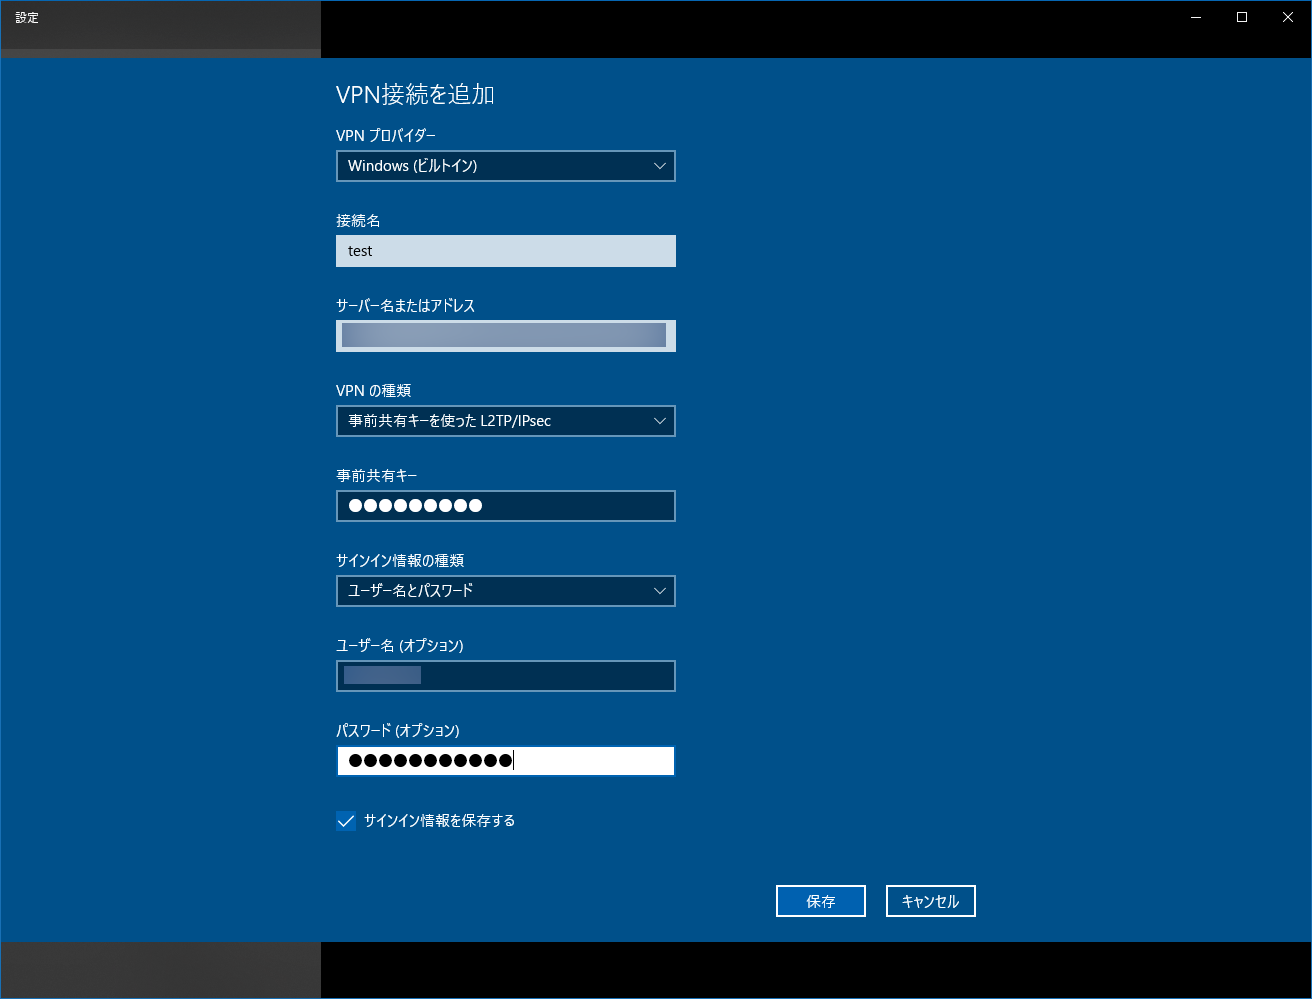 設定
VPN接続を追加
VPN プロバイダー
Windows (ビルトイン)
接続名
test
サーバー名またはアドレス
VPN の種類
事前共有キーを使った L2TP/IPsec
事前共有キー
●●●●●●●●●
サインイン情報の種類
ユーザー名とパスワード
ユーザー名 (オプション)
パスワード (オプション)
●●●●●●●●●●●
サインイン情報を保存する
保存
キャンセル